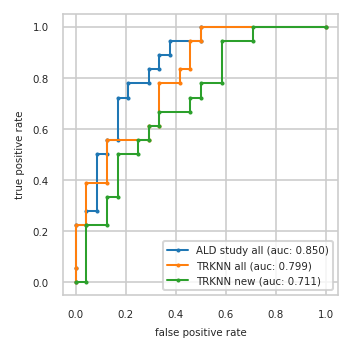 1.0
0.8
0.6
0.4
0.2
0.0
true positive rate
ALD study all (auc: 0.850)
TRKNN all (auc: 0.799)
TRKNN new (auc: 0.711)
0.0 0.2 0.4 0.6 0.8 1.0
false positive rate